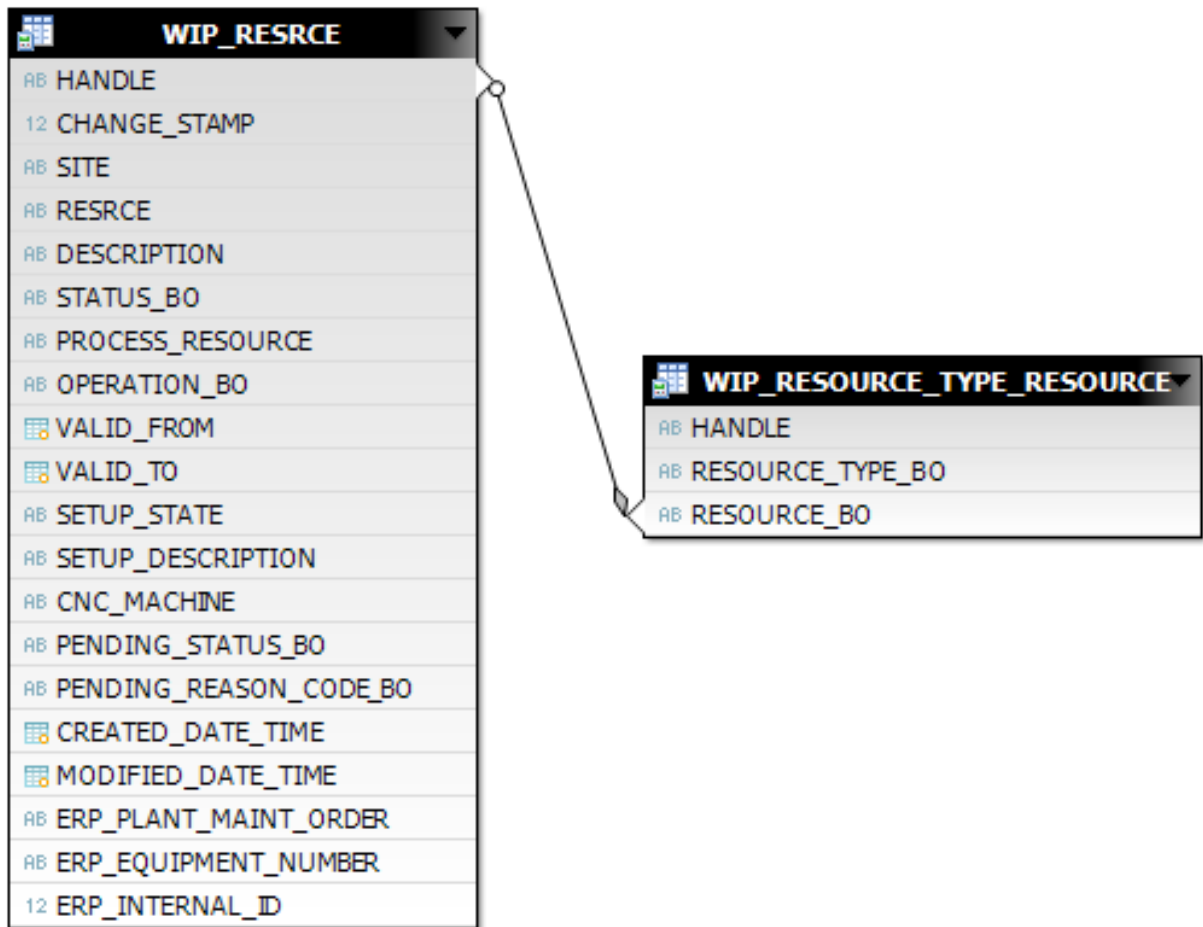 WIP_RESRCE
AB HANDLE
12 CHANGE_STAMP
AB SITE
AB RESRCE
AB DESCRIPTION
AB STATUS_BO
AB PROCESS_RESOURCE
AB OPERATION_BO
VALID_FROM
VALID_TO
AB SETUP_STATE
AB SETUP_DESCRIPTION
AB CNC_MACHINE
AB PENDING_STATUS_BO
AB PENDING_REASON_CODE_BO
CREATED_DATE_TIME
MODIFIED_DATE_TIME
AB ERP_PLANT_MAINT_ORDER
AB ERP_EQUIPMENT_NUMBER
12 ERP_INTERNAL_ID
WIP_RESOURCE_TYPE_RESOURCE
AB HANDLE
AB RESOURCE_TYPE_BO
AB RESOURCE_BO